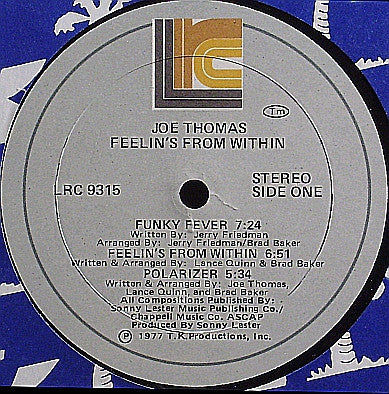 lrc
Tm
JOE THOMAS
FEELIN'S FROM WITHIN
LRC 9315
STEREO
SIDE ONE
FUNKY FEVER 7:24
Written By: Jerry Friedman
Arranged By: Jerry Friedman/Brad Baker
FEELIN'S FROM WITHIN 6:51
Written & Arranged By: Lance Quinn & Brad Baker
POLARIZER 5:34
Written & Arranged By: Joe Thomas,
Lance Quinn, and Brad Baker
All Compositions Published By:
Sonny Lester Music Publishing Co./
Chappell Music Co. ASCAP
Produced By Sonny Lester
℗ 1977 T.K. Productions, Inc.